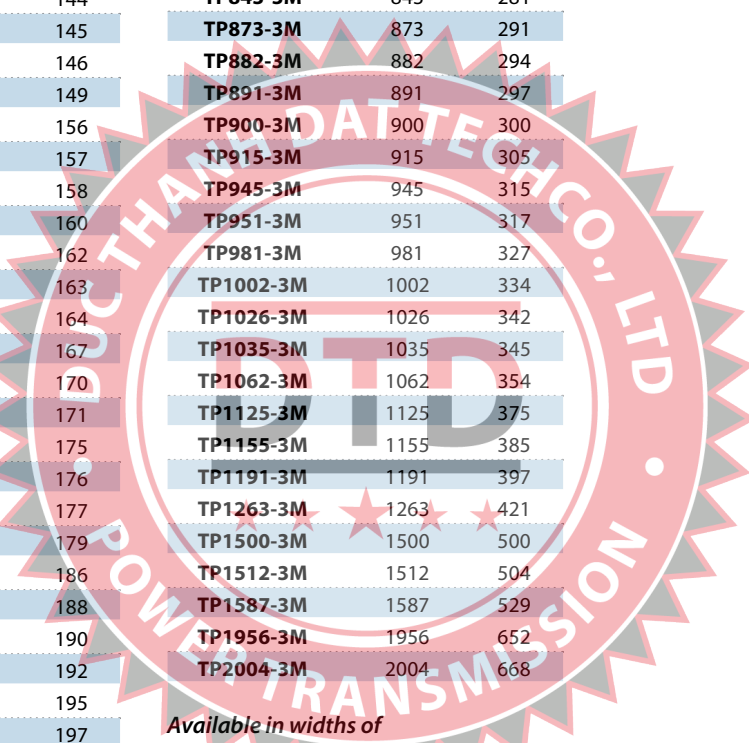 144
145
146
149
156
157
158
160
162
163
164
167
170
171
175
176
177
179
186
188
190
192
195
197
TP873-3M 873 291
TP882-3M 882 294
TP891-3M 891 297
TP900-3M 900 300
TP915-3M 915 305
TP945-3M 945 315
TP951-3M 951 317
TP981-3M 981 327
TP1002-3M 1002 334
TP1026-3M 1026 342
TP1035-3M 1035 345
TP1062-3M 1062 354
TP1125-3M 1125 375
TP1155-3M 1155 385
TP1191-3M 1191 397
TP1263-3M 1263 421
TP1500-3M 1500 500
TP1512-3M 1512 504
TP1587-3M 1587 529
TP1956-3M 1956 652
TP2004-3M 2004 668
Available in widths of
DUC THANH DAT TECHCO., LTD
DTD
POWER TRANSMISSION